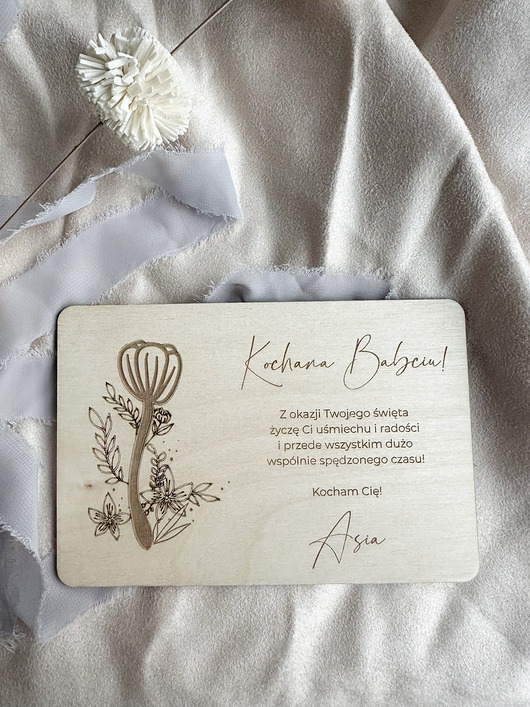 Kochana Babciu!
Z okazji Twojego święta
życzę Ci uśmiechu i radości
i przede wszystkim dużo
wspólnie spędzonego czasu!
Kocham Cię!
Asia